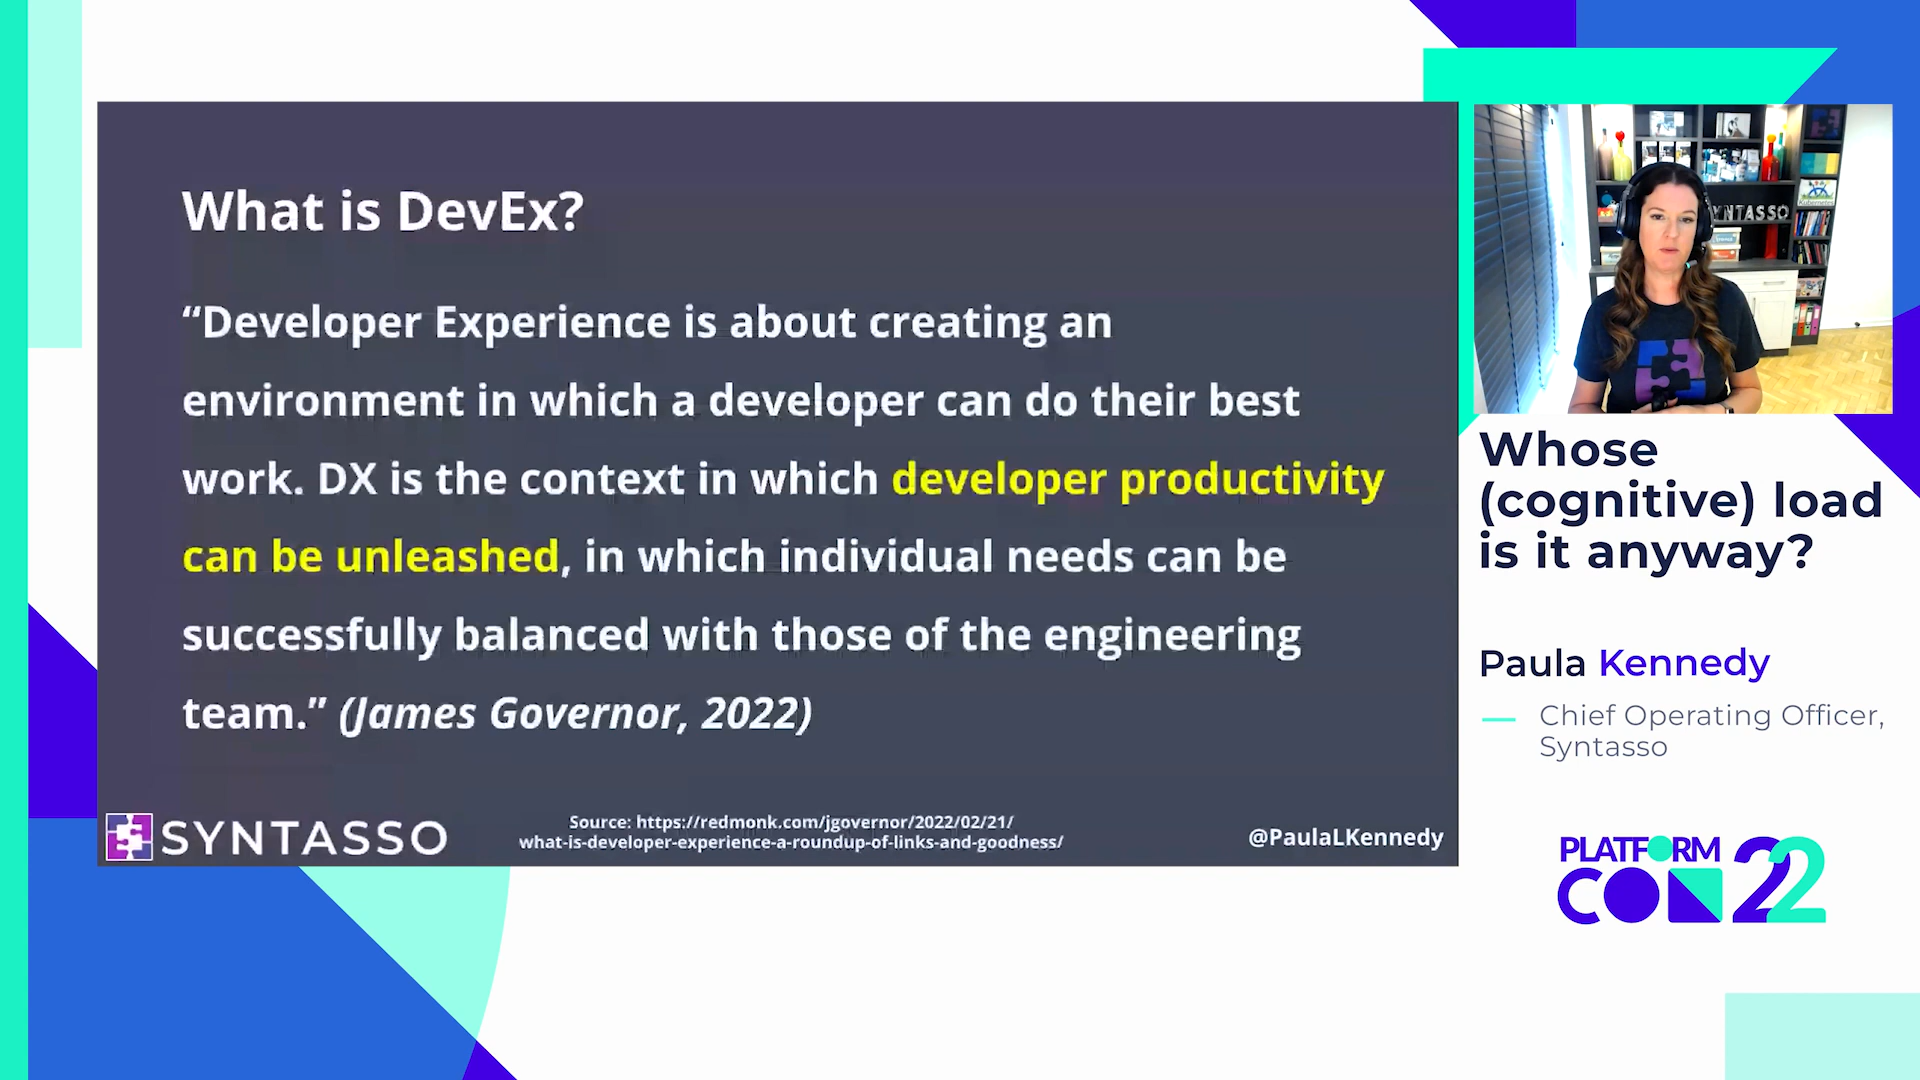 What is DevEx?
“Developer Experience is about creating an
environment in which a developer can do their best
work. DX is the context in which developer productivity
can be unleashed, in which individual needs can be
successfully balanced with those of the engineering
team.” (James Governor, 2022)
SYNTASSO
Source: https://redmonk.com/jgovernor/2022/02/21/
what-is-developer-experience-a-roundup-of-links-and-goodness/
@PaulaLKennedy
YNTASSO
Whose
(cognitive) load
is it anyway?
Paula Kennedy
Chief Operating Officer,
Syntasso
PLATFORM
CON 22